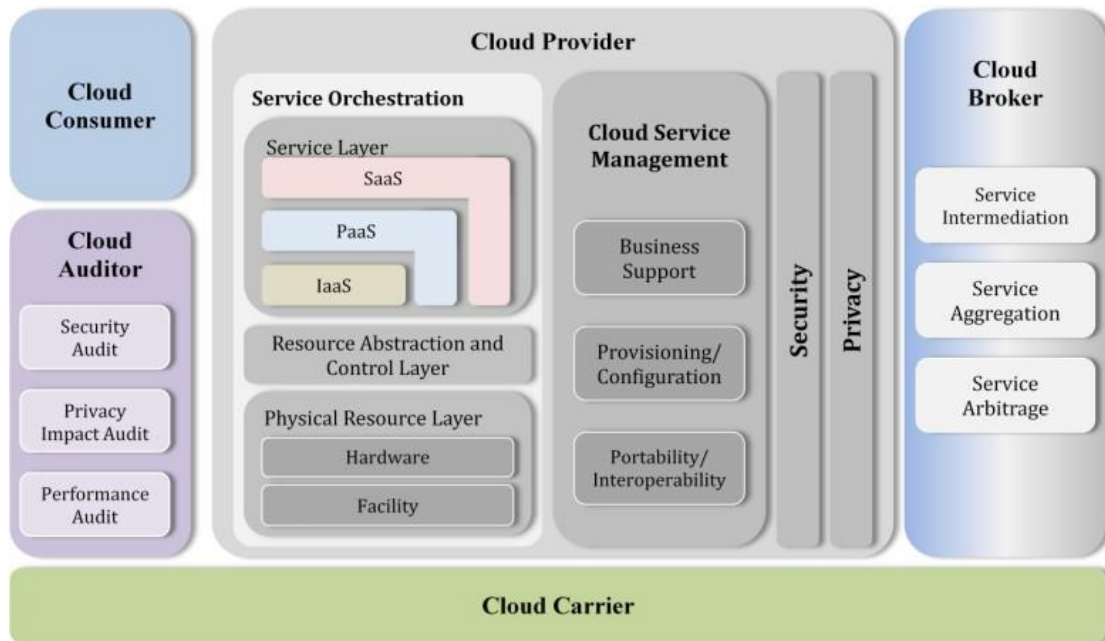 Cloud
Consumer
Cloud
Auditor
Security
Audit
Privacy
Impact Audit
Performance
Audit
Cloud Provider
Service Orchestration
Service Layer
SaaS
PaaS
IaaS
Resource Abstraction and
Control Layer
Physical Resource Layer
Hardware
Facility
Cloud Service
Management
Business
Support
Provisioning/
Configuration
Portability/
Interoperability
Security
Privacy
Cloud
Broker
Service
Intermediation
Service
Aggregation
Service
Arbitrage
Cloud Carrier